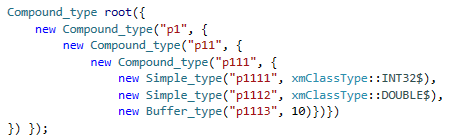 Compound_type root({
    new Compound_type("p1", {
        new Compound_type("p11", {
            new Compound_type("p111", {
                new Simple_type("p1111", xmClassType::INT32$),
                new Simple_type("p1112", xmClassType::DOUBLE$),
                new Buffer_type("p1113", 10)})})
}) });